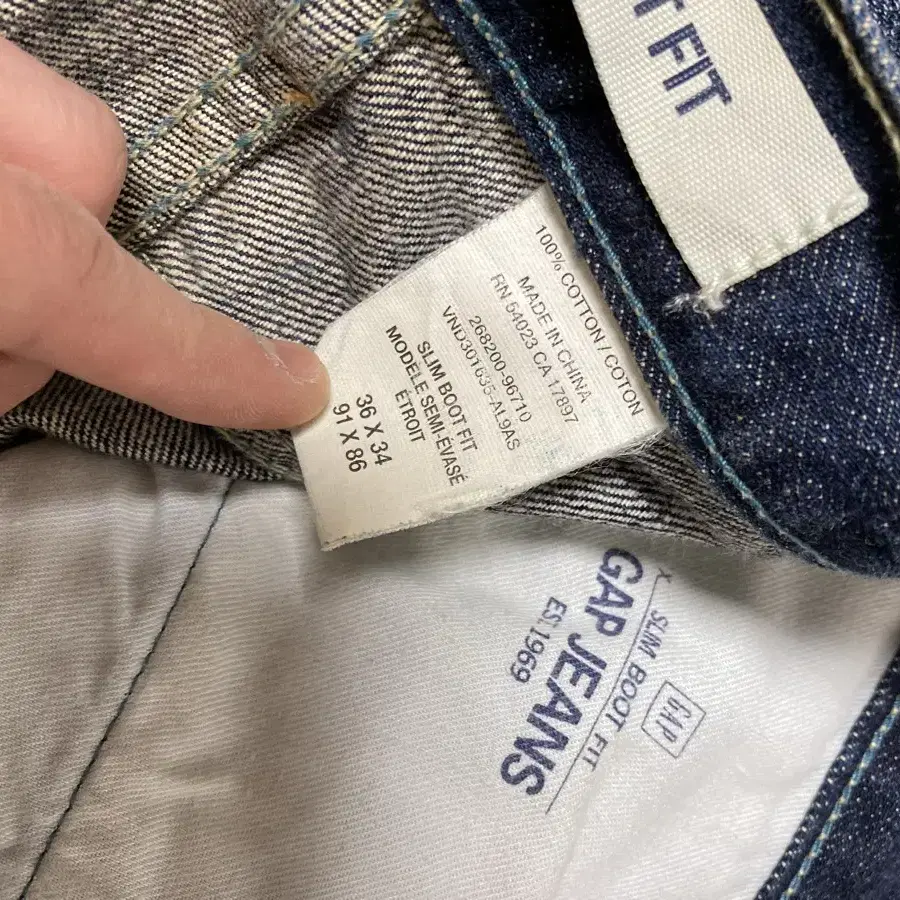 T FIT
100% COTTON / COTON
MADE IN CHINA
RN 54023 CA 17897
268200-96710
VND301635-AL9AS
SLIM BOOT FIT
MODELE SEMI-ÉVASÉ
ÉTROIT
36 X 34
91 X 86
GAP
SLIM BOOT FIT
GAP JEANS
EST. 1969